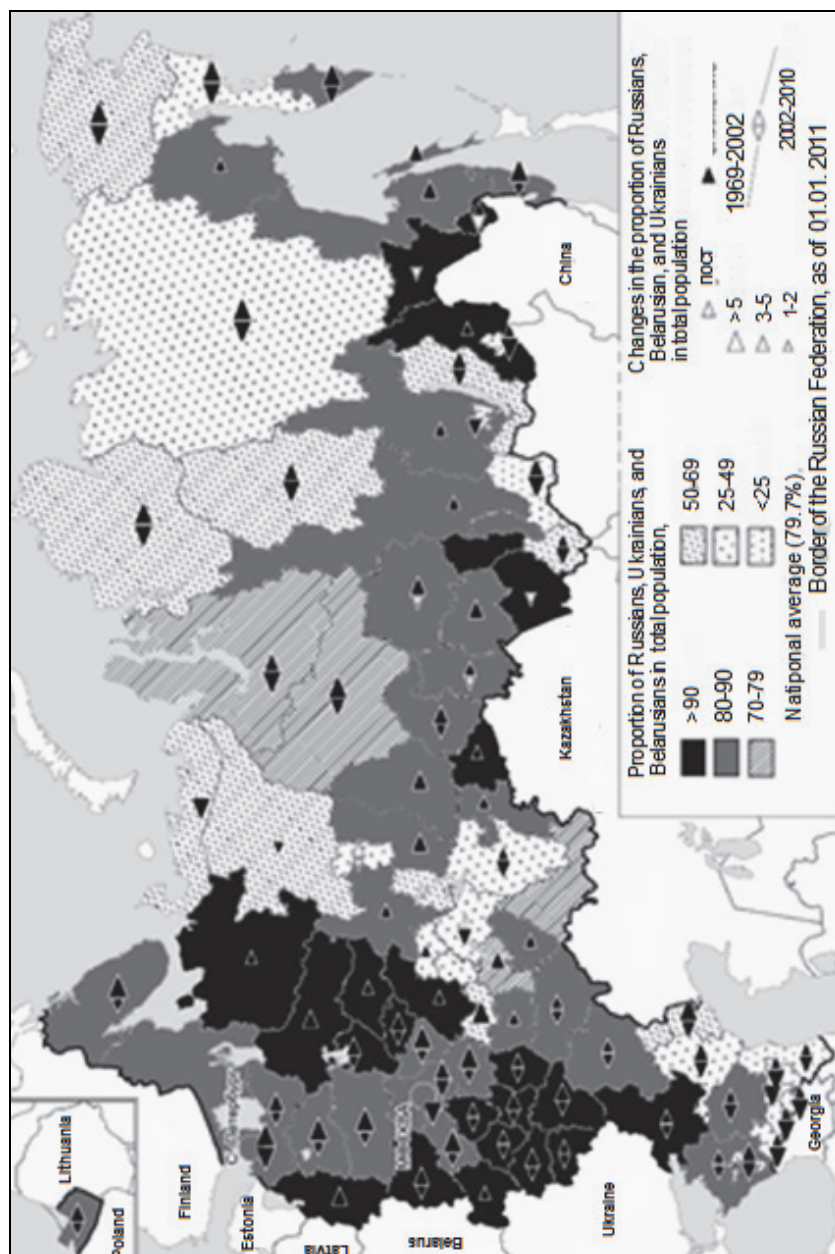 Lithuania
Poland
Finland
Estonia
Latvia
Belarus
Ukraine
Georgia
Kazakhstan
China
Proportion of Russians, Ukrainians, and
Belarusians in total population,
>90
80-90
70-79
50-69
25-49
<25
Natiponal average (79.7%)
Changes in the proportion of Russians,
Belarusian, and Ukrainians
in total population
пост
> 5
3-5
1-2
1969-2002
2002-2010
Border of the Russian Federation, as of 01.01. 2011